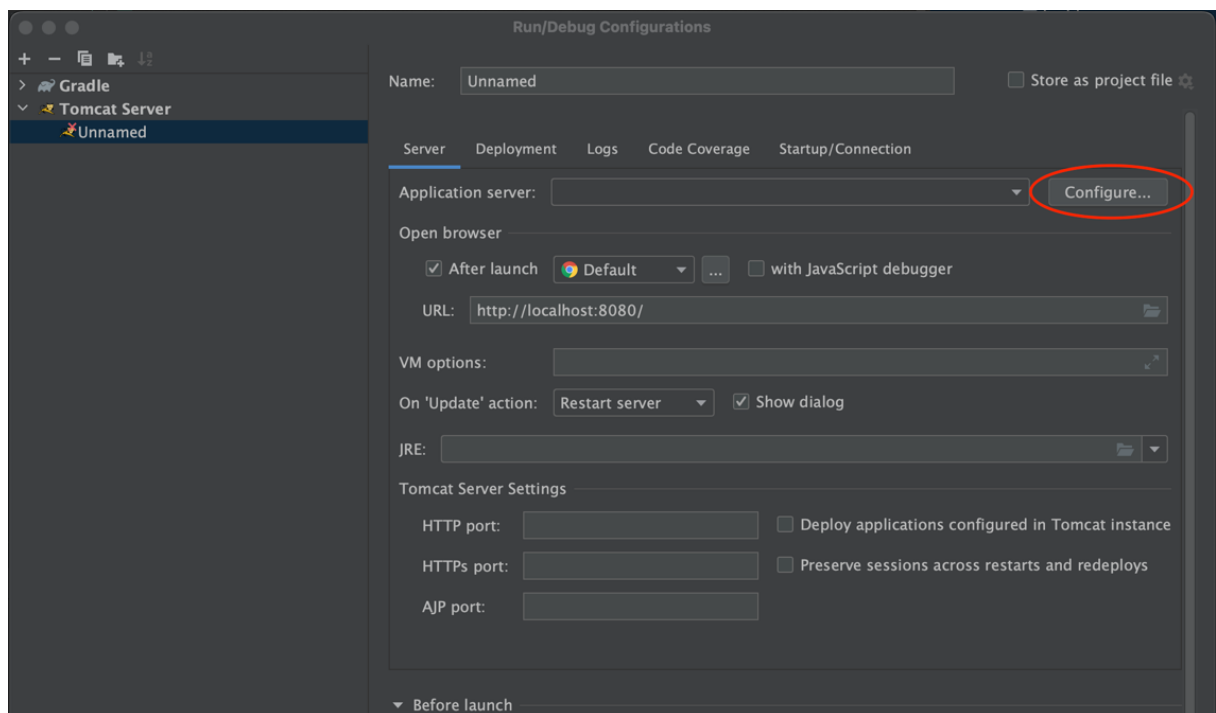 Run/Debug Configurations
Gradle
Tomcat Server
Unnamed
Name: Unnamed Store as project file
Server Deployment Logs Code Coverage Startup/Connection
Application server: Configure...
Open browser
After launch Default ... with JavaScript debugger
URL: http://localhost:8080/
VM options:
On 'Update' action: Restart server Show dialog
JRE:
Tomcat Server Settings
HTTP port: Deploy applications configured in Tomcat instance
HTTPs port: Preserve sessions across restarts and redeploys
AJP port:
Before launch